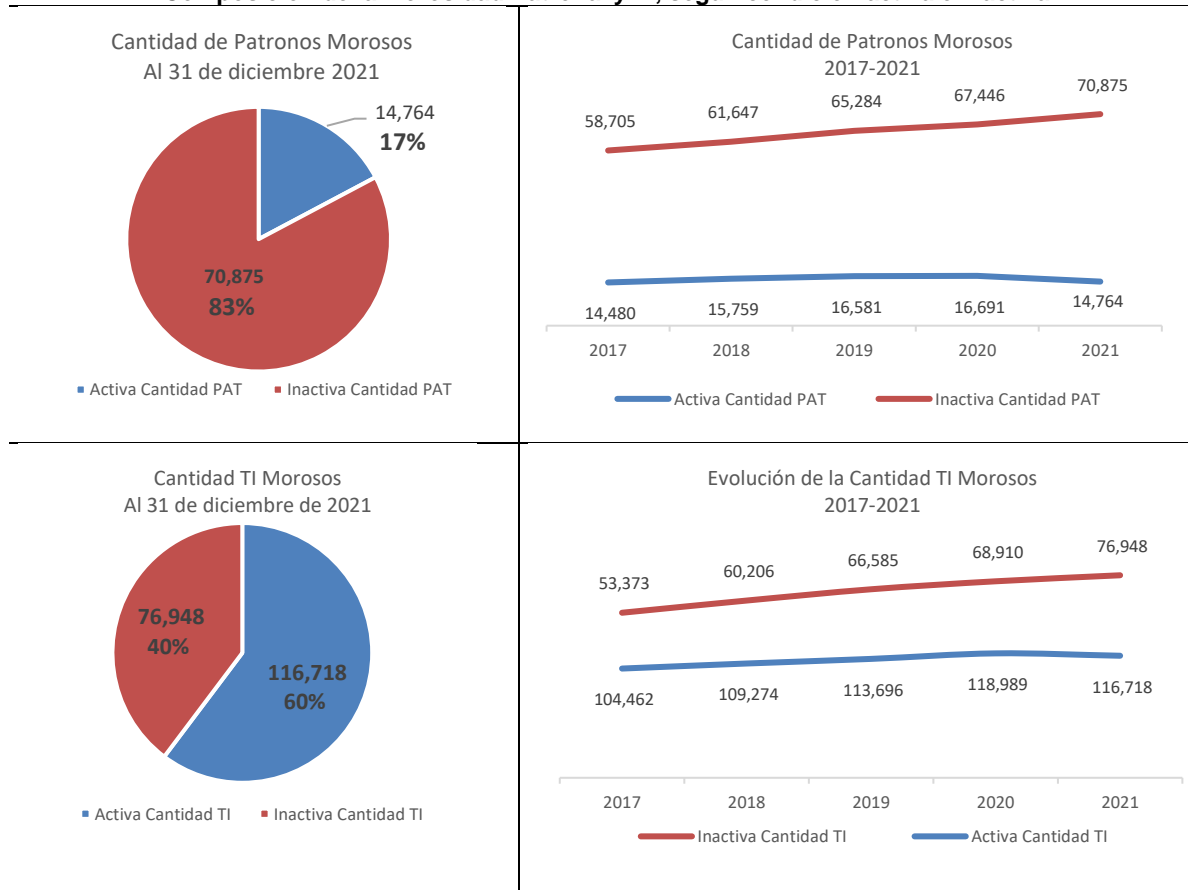 Cantidad de Patronos Morosos
Al 31 de diciembre 2021
14,764
17%
70,875
83%
Activa Cantidad PAT
Inactiva Cantidad PAT
Cantidad de Patronos Morosos
2017-2021
58,705
61,647
65,284
67,446
70,875
14,480
15,759
16,581
16,691
14,764
2017
2018
2019
2020
2021
Activa Cantidad PAT
Inactiva Cantidad PAT
Cantidad TI Morosos
Al 31 de diciembre de 2021
76,948
40%
116,718
60%
Activa Cantidad TI
Inactiva Cantidad TI
Evolución de la Cantidad TI Morosos
2017-2021
53,373
60,206
66,585
68,910
76,948
104,462
109,274
113,696
118,989
116,718
2017
2018
2019
2020
2021
Inactiva Cantidad TI
Activa Cantidad TI